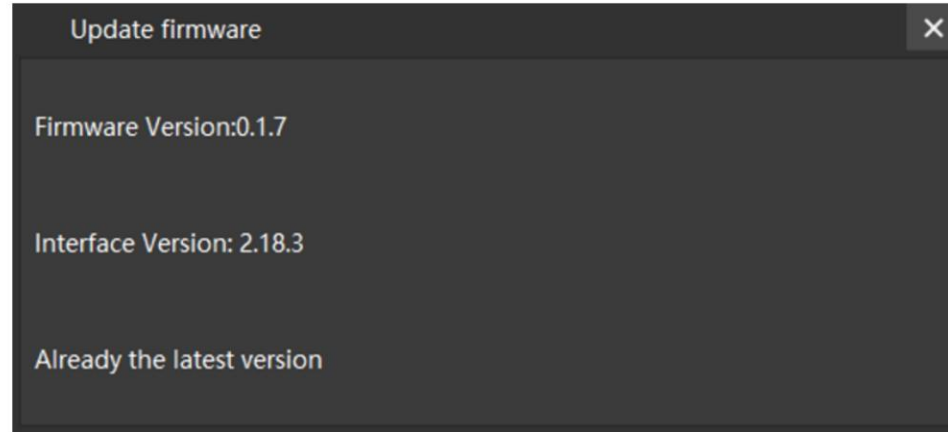 Update firmware
Firmware Version:0.1.7
Interface Version: 2.18.3
Already the latest version